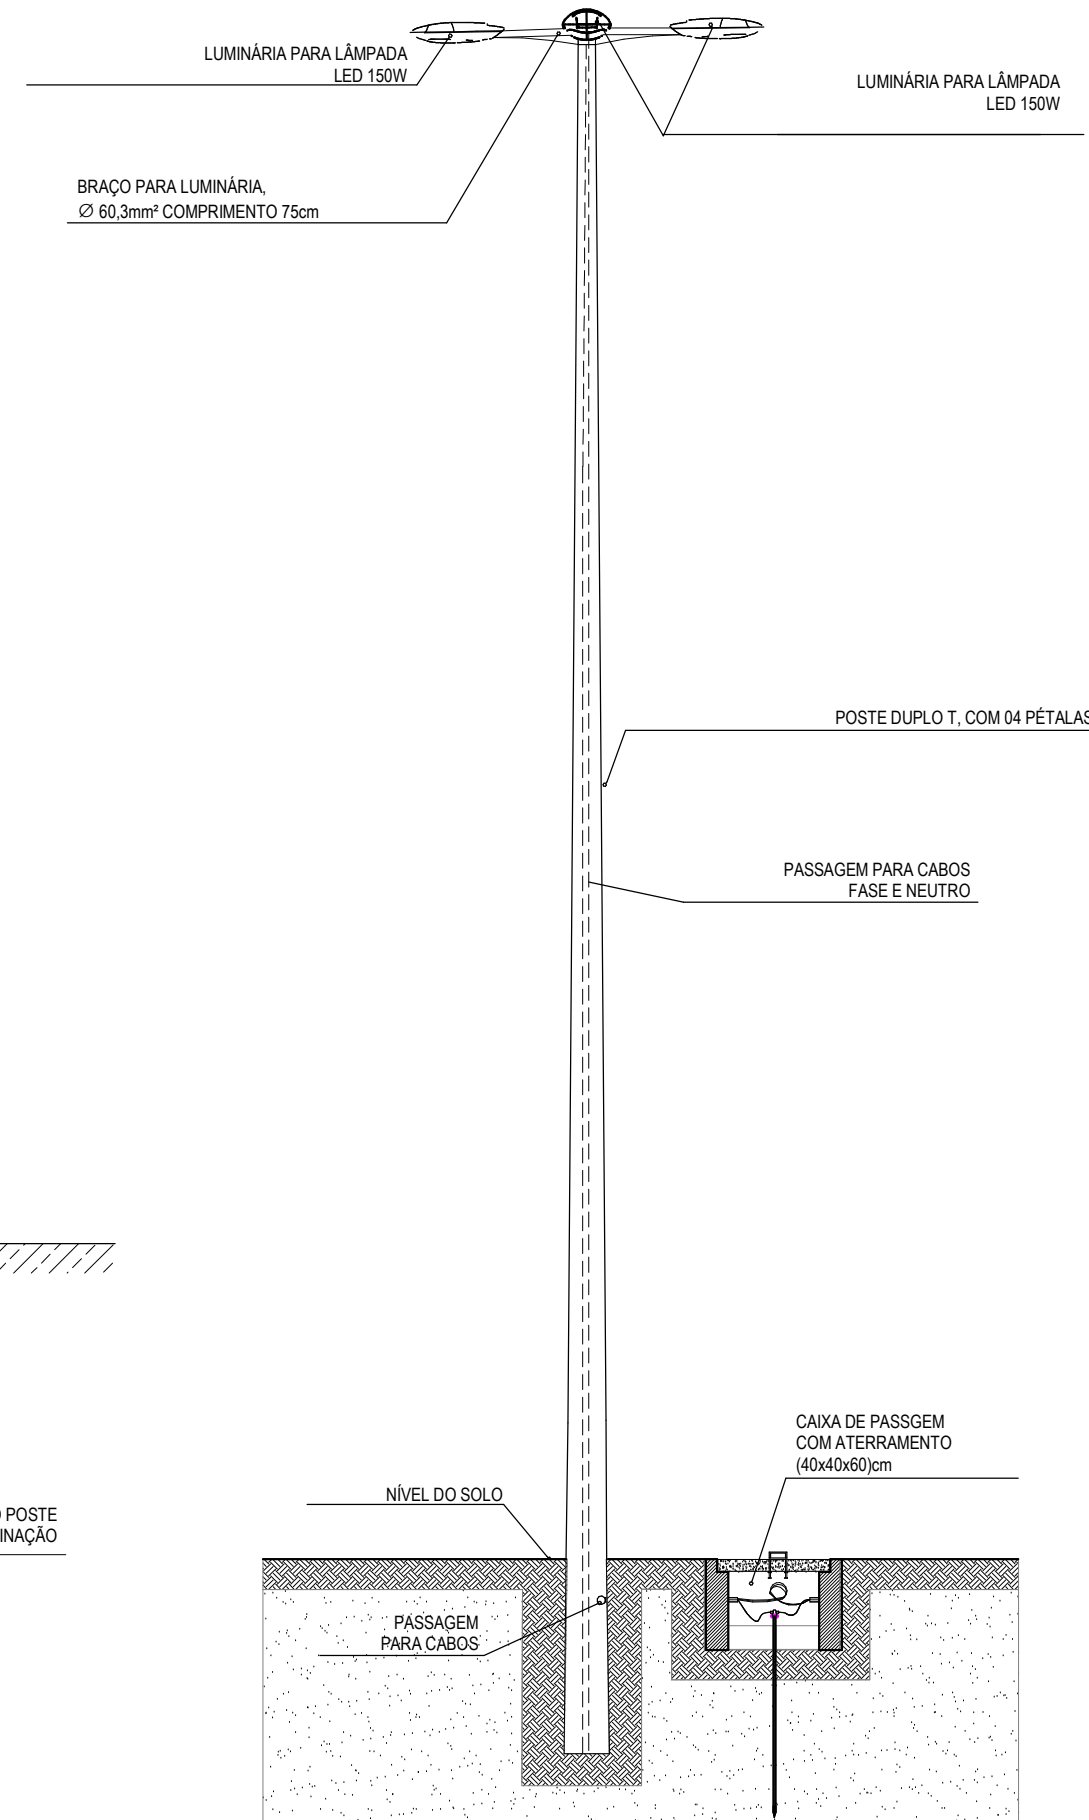 LUMINÁRIA PARA LÂMPADA
LED 150W
LUMINÁRIA PARA LÂMPADA
LED 150W
BRAÇO PARA LUMINÁRIA,
Ø 60,3mm² COMPRIMENTO 75cm
POSTE DUPLO T, COM 04 PÉTALAS
PASSAGEM PARA CABOS
FASE E NEUTRO
CAIXA DE PASSGEM
COM ATERRAMENTO
(40x40x60)cm
NÍVEL DO SOLO
POSTE
INAÇÃO
PASSAGEM
PARA CABOS